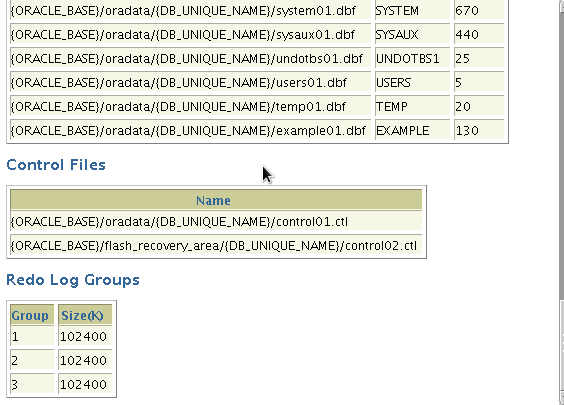 {ORACLE_BASE}/oradata/{DB_UNIQUE_NAME}/system01.dbf SYSTEM 670
{ORACLE_BASE}/oradata/{DB_UNIQUE_NAME}/sysaux01.dbf SYSAUX 440
{ORACLE_BASE}/oradata/{DB_UNIQUE_NAME}/undotbs01.dbf UNDOTBS1 25
{ORACLE_BASE}/oradata/{DB_UNIQUE_NAME}/users01.dbf USERS 5
{ORACLE_BASE}/oradata/{DB_UNIQUE_NAME}/temp01.dbf TEMP 20
{ORACLE_BASE}/oradata/{DB_UNIQUE_NAME}/example01.dbf EXAMPLE 130
Control Files
Name
{ORACLE_BASE}/oradata/{DB_UNIQUE_NAME}/control01.ctl
{ORACLE_BASE}/flash_recovery_area/{DB_UNIQUE_NAME}/control02.ctl
Redo Log Groups
Group Size(K)
1 102400
2 102400
3 102400